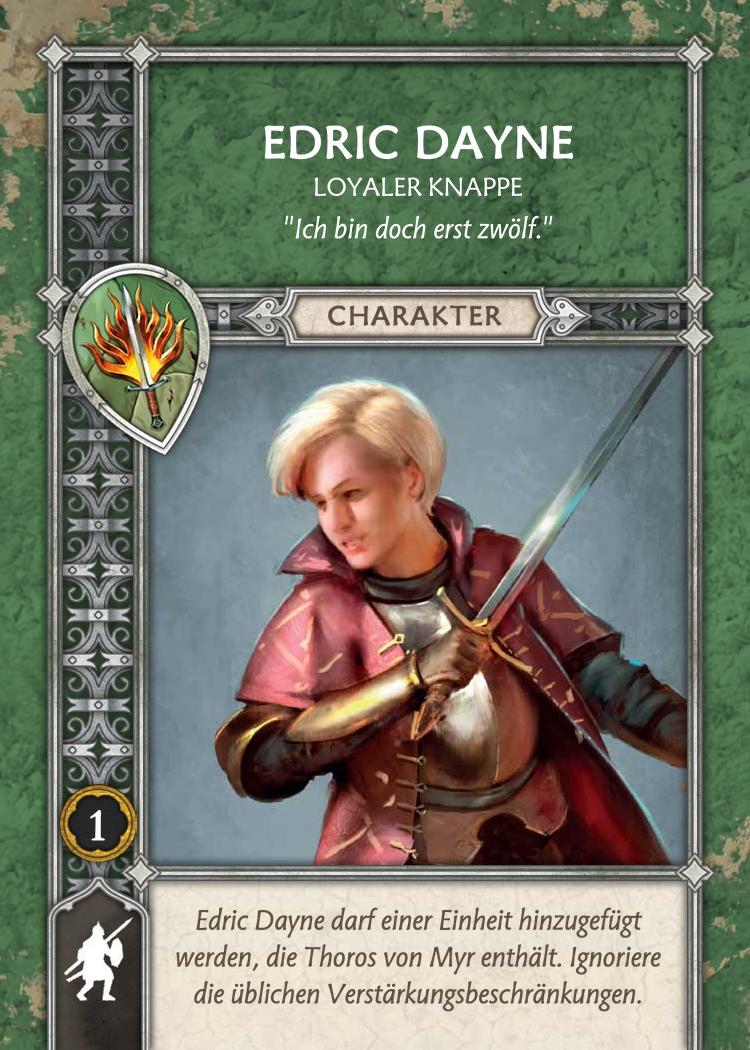 EDRIC DAYNE
LOYALER KNAPPE
"Ich bin doch erst zwölf."
CHARAKTER
1
Edric Dayne darf einer Einheit hinzugefügt
werden, die Thoros von Myr enthält. Ignoriere
die üblichen Verstärkungsbeschränkungen.